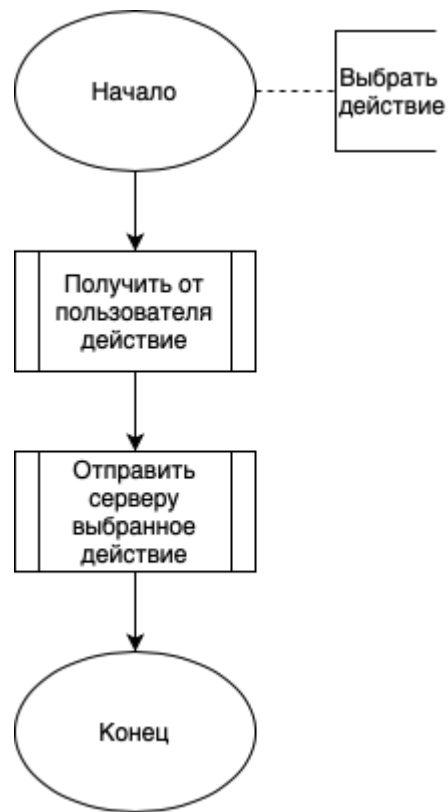 Начало
Выбрать
действие
Получить от
пользователя
действие
Отправить
серверу
выбранное
действие
Конец